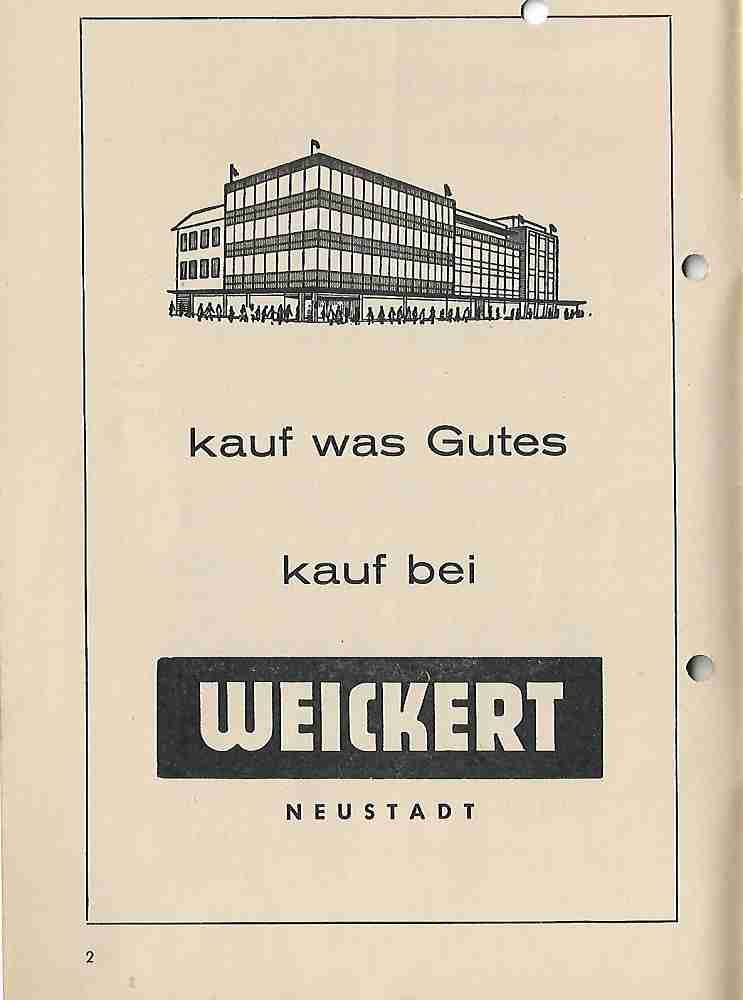 kauf was Gutes
kauf bei
WEICKERT
NEUSTADT
2